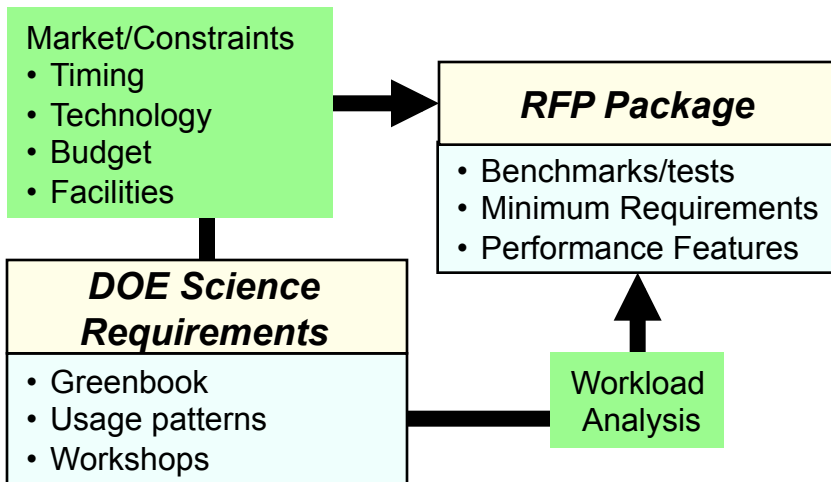 Market/Constraints
• Timing
• Technology
• Budget
• Facilities
RFP Package
• Benchmarks/tests
• Minimum Requirements
• Performance Features
DOE Science
Requirements
• Greenbook
• Usage patterns
• Workshops
Workload
Analysis